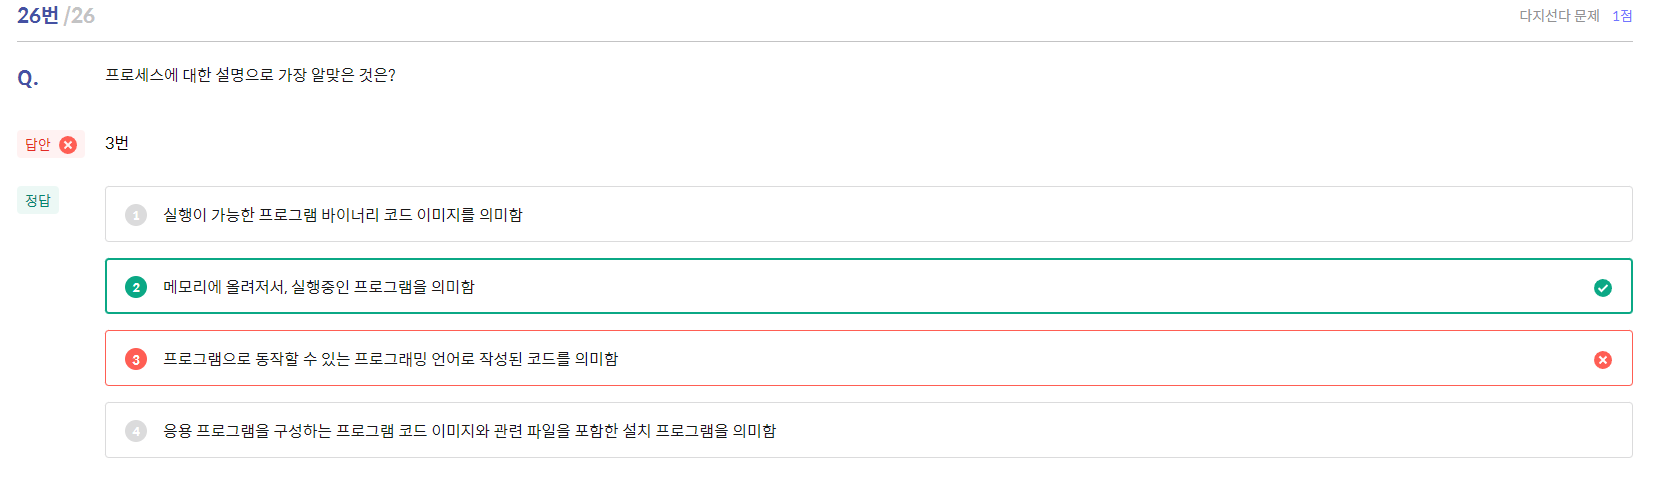 26번 /26
다지선다 문제 1점
Q. 프로세스에 대한 설명으로 가장 알맞은 것은?
답안 3번
정답
1 실행이 가능한 프로그램 바이너리 코드 이미지를 의미함
2 메모리에 올려저서, 실행중인 프로그램을 의미함
3 프로그램으로 동작할 수 있는 프로그래밍 언어로 작성된 코드를 의미함
4 응용 프로그램을 구성하는 프로그램 코드 이미지와 관련 파일을 포함한 설치 프로그램을 의미함